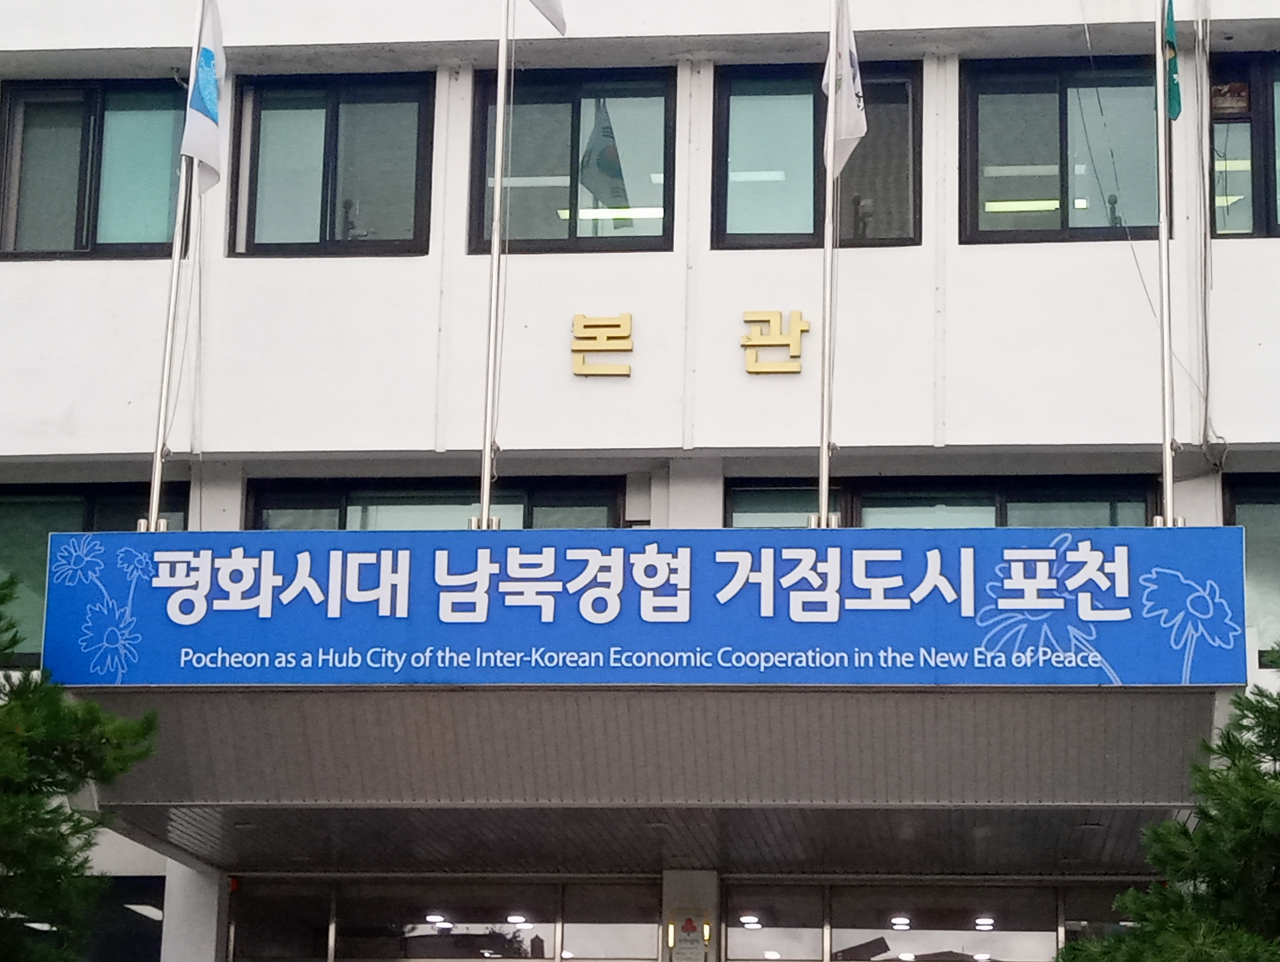 본 관
평화시대 남북경협 거점도시 포천
Pocheon as a Hub City of the Inter-Korean Economic Cooperation in the New Era of Peace